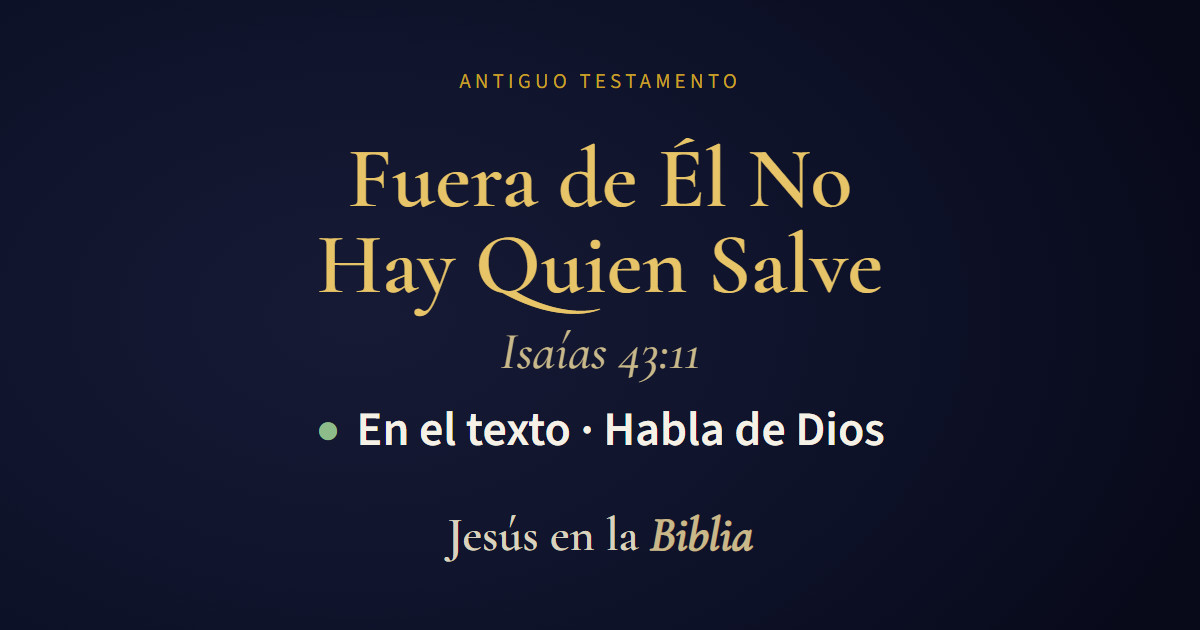 ANTIGUO TESTAMENTO
Fuera de Él No
Hay Quien Salve
Isaías 43:11
En el texto · Habla de Dios
Jesús en la Biblia